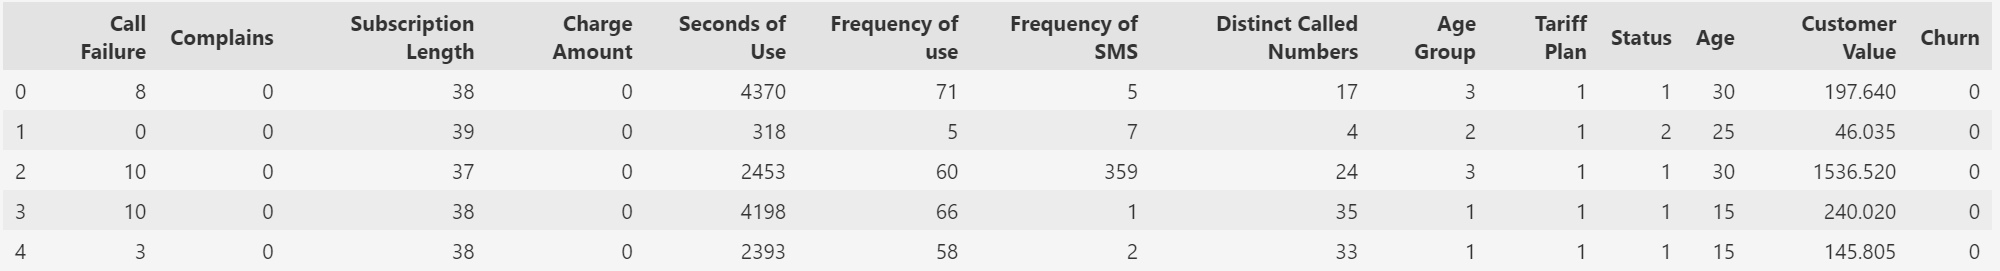 Call Failure Complains Subscription Length Charge Amount Seconds of Use Frequency of use Frequency of SMS Distinct Called Numbers Age Group Tariff Plan Status Age Customer Value Churn
0 8 0 38 0 4370 71 5 17 3 1 1 30 197.640 0
1 0 0 39 0 318 5 7 4 2 1 2 25 46.035 0
2 10 0 37 0 2453 60 359 24 3 1 1 30 1536.520 0
3 10 0 38 0 4198 66 1 35 1 1 1 15 240.020 0
4 3 0 38 0 2393 58 2 33 1 1 1 15 145.805 0